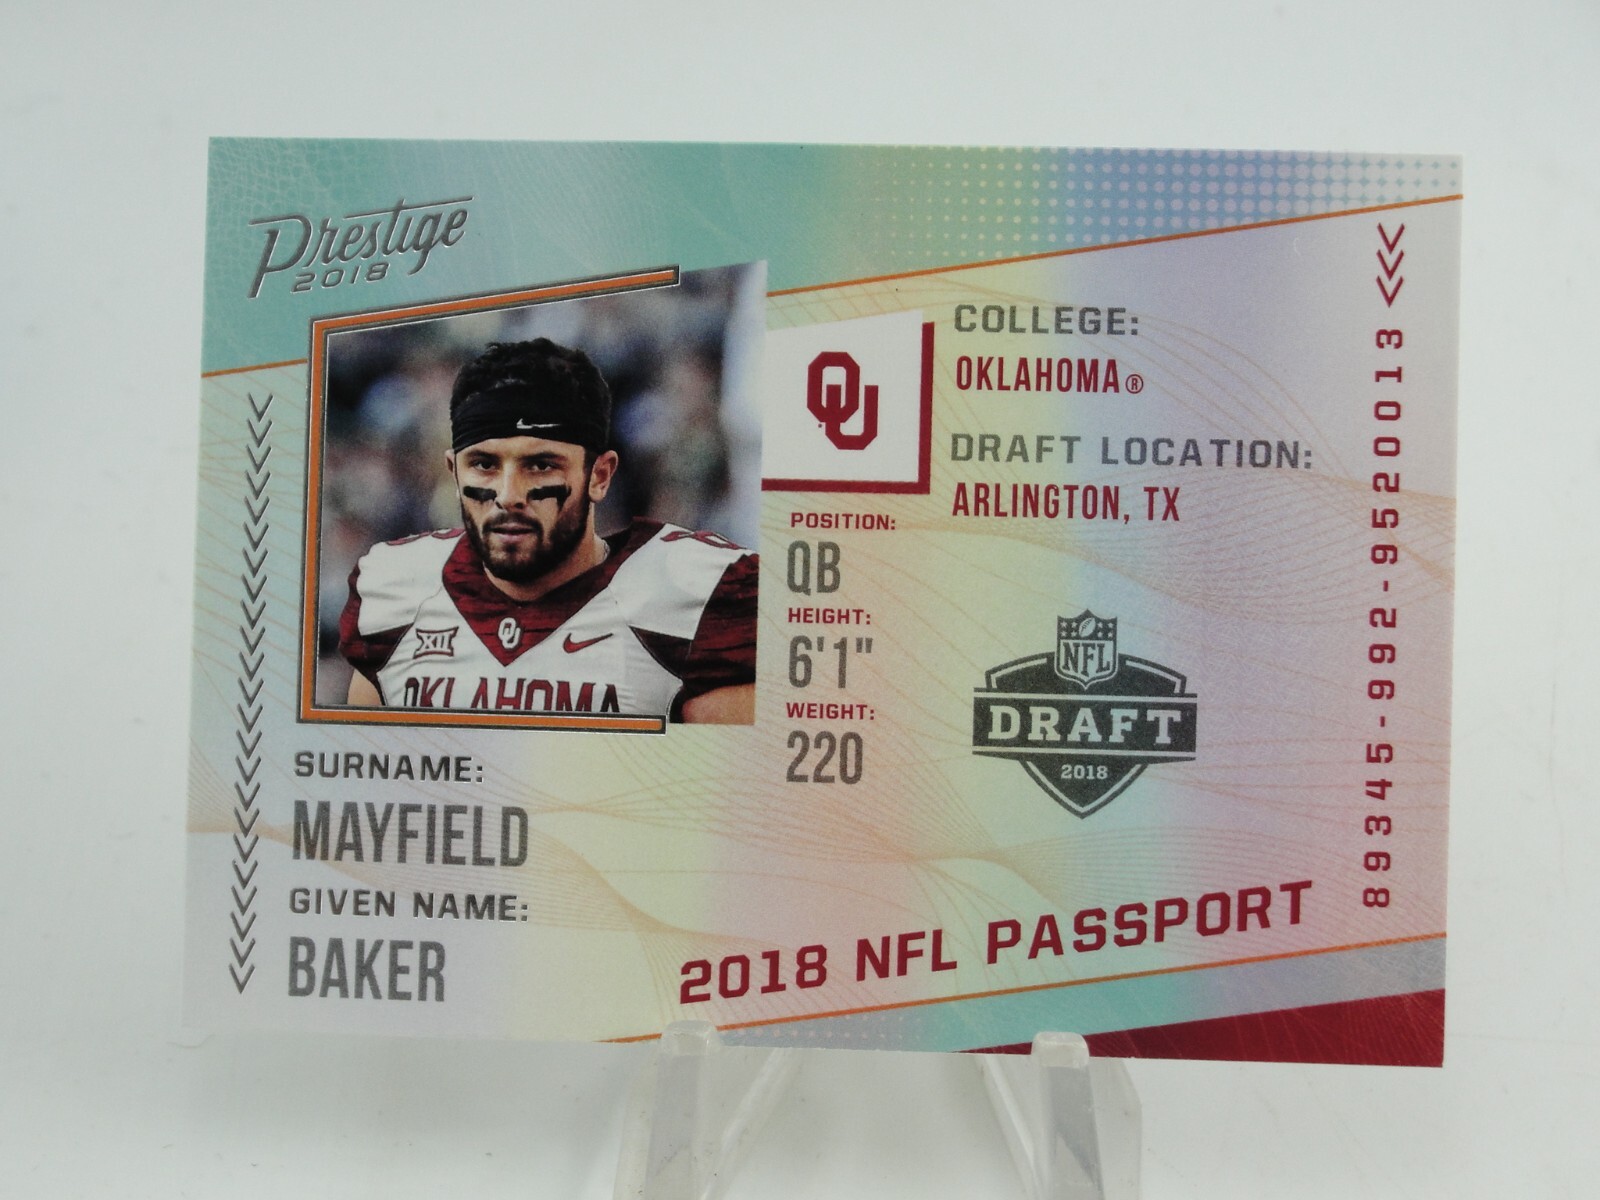 Prestige
2018
OU
COLLEGE:
OKLAHOMA®
DRAFT LOCATION:
ARLINGTON, TX
POSITION:
QB
HEIGHT:
6'1"
WEIGHT:
220
XII
OU
OKLAHOMA
NFL
DRAFT
2018
SURNAME:
MAYFIELD
GIVEN NAME:
BAKER
2018 NFL PASSPORT
89345-992-9520013